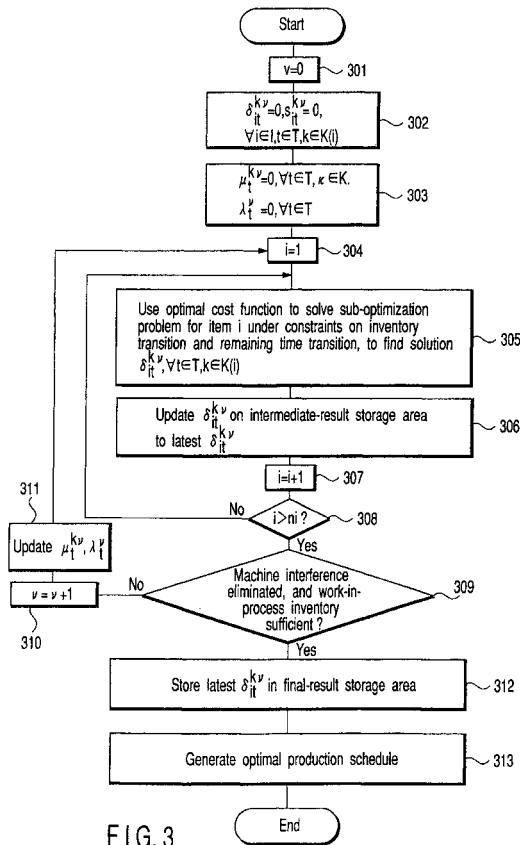 Start
v=0
301
δ_it^kν=0,s_it^kν=0,
∀i∈I,t∈T,k∈K(i)
302
μ_t^kν=0,∀t∈T,κ∈K.
λ_t^ν=0,∀t∈T
303
i=1
304
Use optimal cost function to solve sub-optimization
problem for item i under constraints on inventory
transition and remaining time transition, to find solution
δ_it^kν,∀t∈T,k∈K(i)
305
Update δ_it^kν on intermediate-result storage area
to latest δ_it^kν
306
i=i+1
307
No
i>ni ?
308
Yes
311
Update μ_t^kν,λ_t^ν
ν=ν+1
310
No
Machine interference
eliminated, and work-in-
process inventory
sufficient ?
309
Yes
Store latest δ_it^kν in final-result storage area
312
Generate optimal production schedule
313
End
FIG. 3